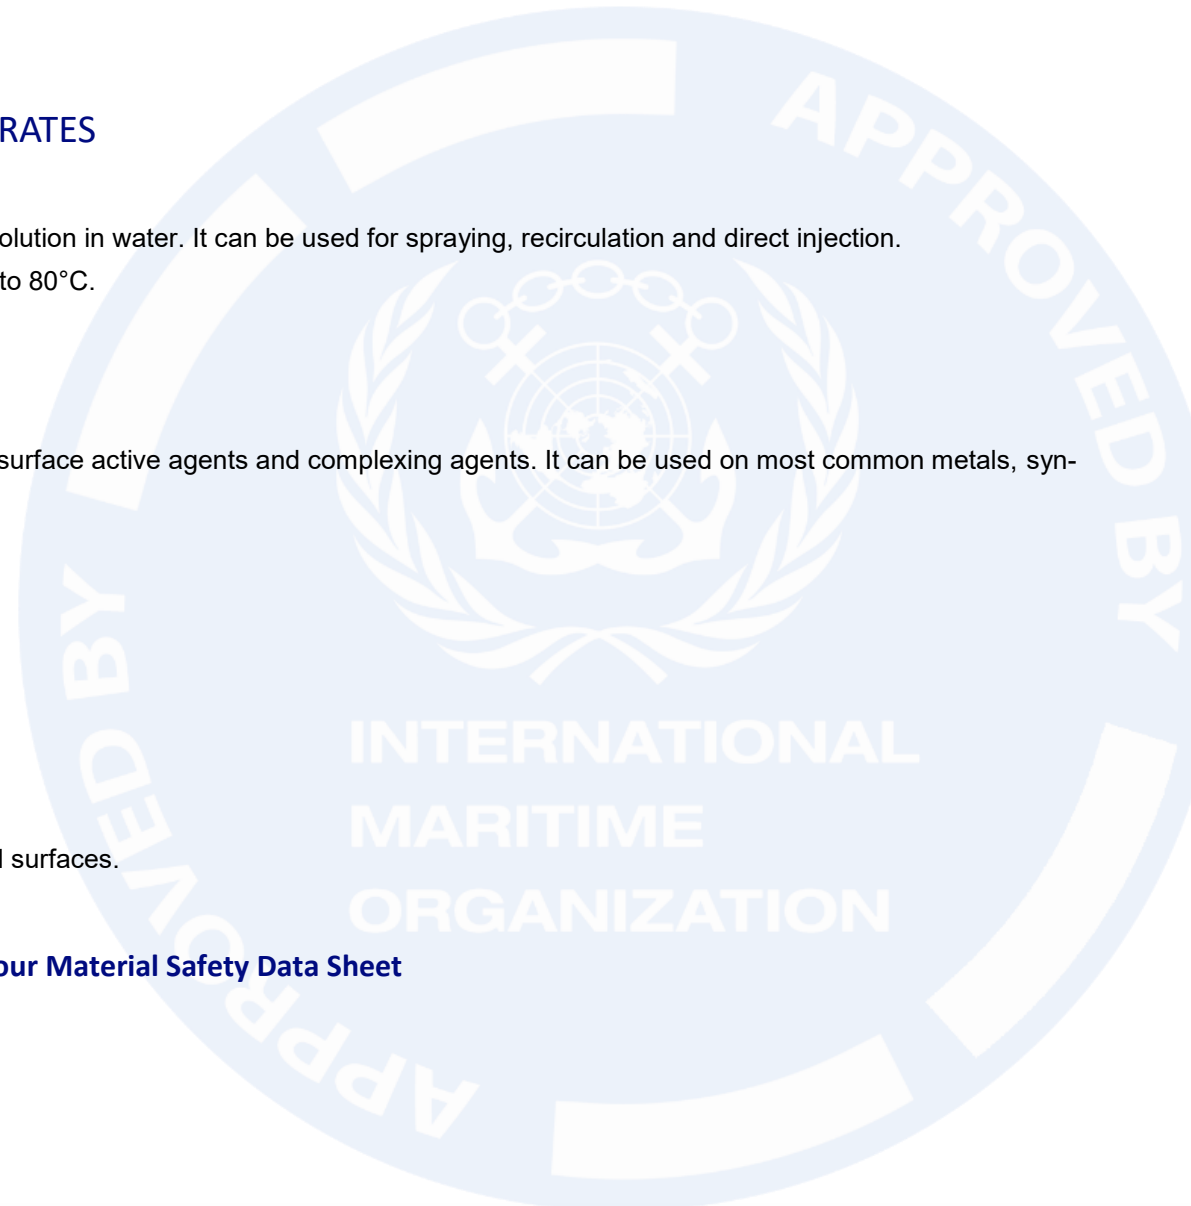 RATES
olution in water. It can be used for spraying, recirculation and direct injection.
to 80°C.
surface active agents and complexing agents. It can be used on most common metals, syn-
surfaces.
our Material Safety Data Sheet
APPROVED BY
APPROVED BY
INTERNATIONAL
MARITIME
ORGANIZATION